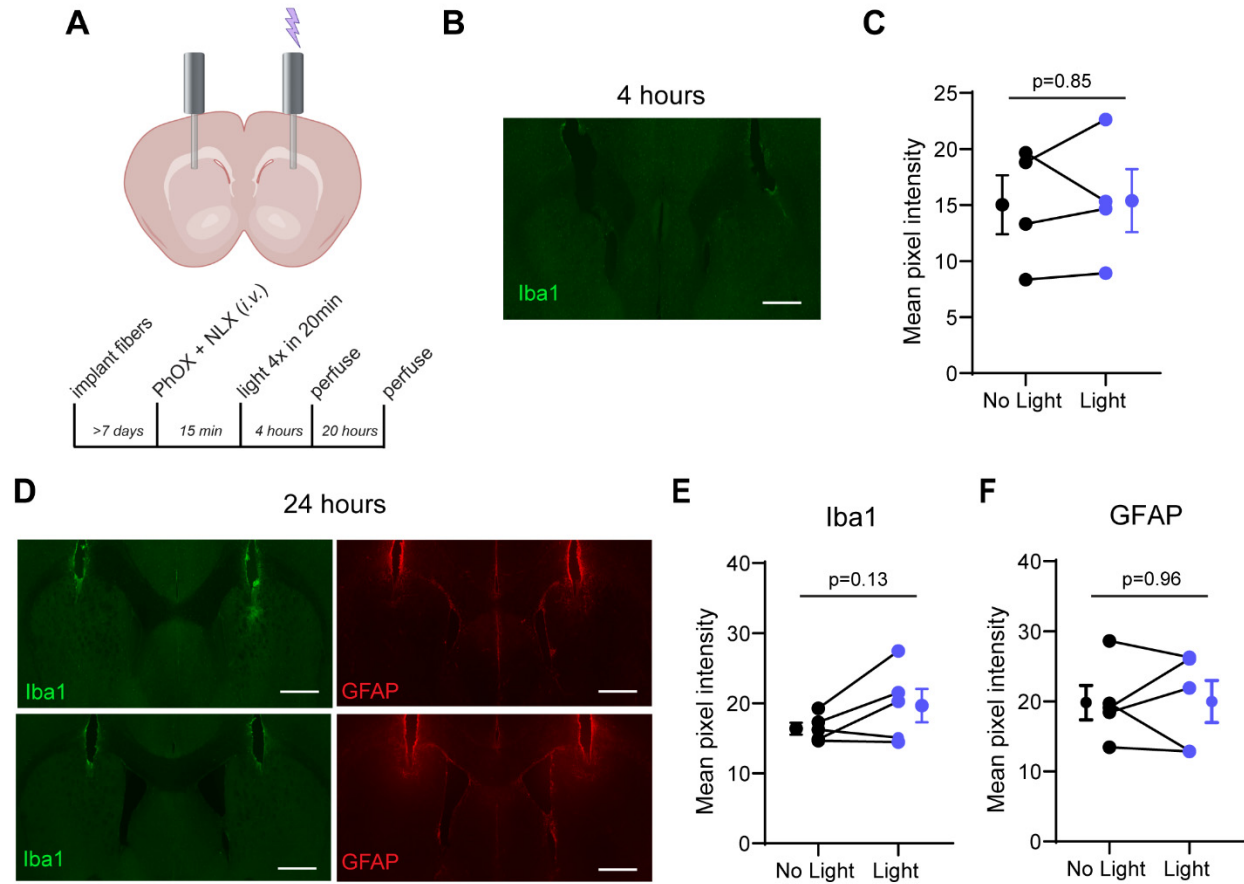 A
implant fibers
PhOX + NLX (i.v.)
light 4x in 20min
perfuse
perfuse
>7 days
15 min
4 hours
20 hours
B
4 hours
Iba1
C
p=0.85
25
20
15
10
5
0
Mean pixel intensity
No Light
Light
D
24 hours
Iba1
GFAP
Iba1
GFAP
E
Iba1
p=0.13
40
30
20
10
0
Mean pixel intensity
No Light
Light
F
GFAP
p=0.96
40
30
20
10
0
Mean pixel intensity
No Light
Light